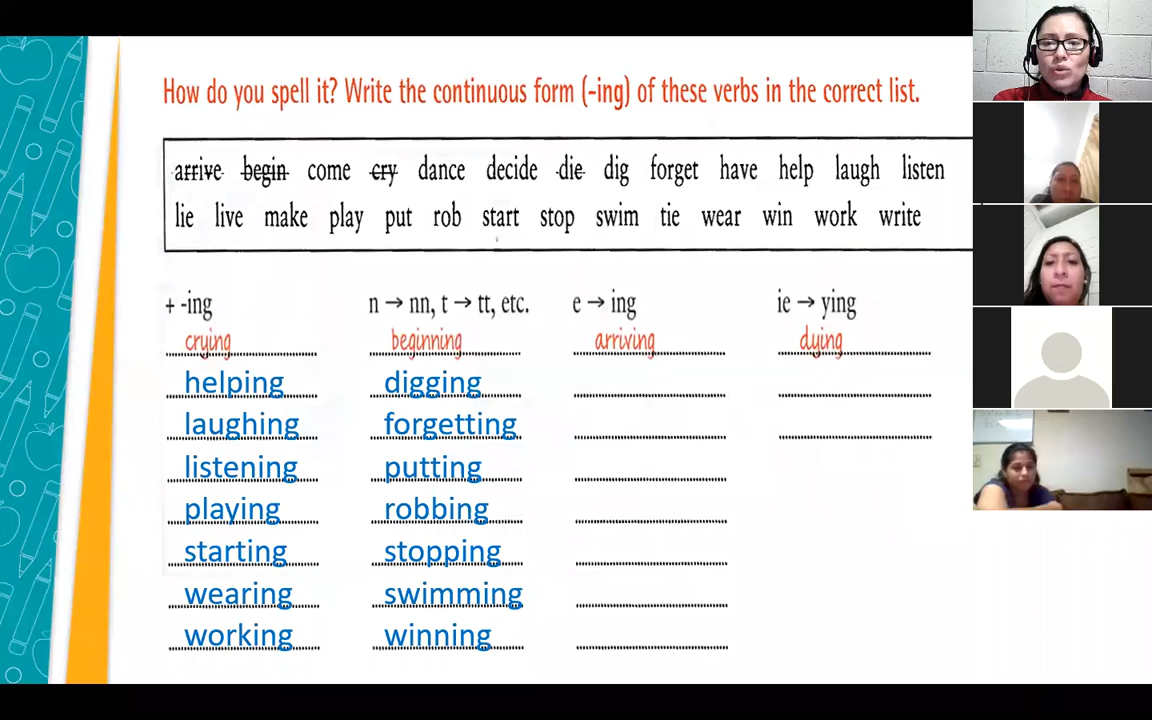 How do you spell it? Write the continuous form (-ing) of these verbs in the correct list.
arrive begin come cry dance decide die dig forget have help laugh listen
lie live make play put rob start stop swim tie wear win work write
+ -ing n → nn, t → tt, etc. e → ing ie → ying
crying beginning arriving dying
helping digging
laughing forgetting
listening putting
playing robbing
starting stopping
wearing swimming
working winning